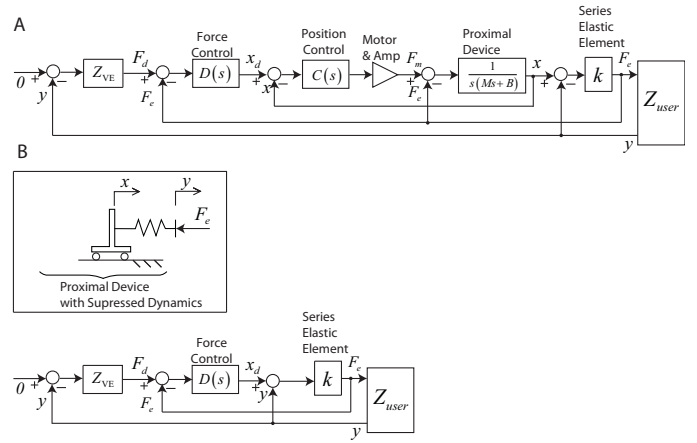 A
Force
Control
Position
Control
Motor
& Amp
Proximal
Device
Series
Elastic
Element
0 + − y
Z_VE
F_d + − F_e
D(s)
x_d + − x
C(s)
F_m + − F_e
1
s(Ms+B)
x + −
k
F_e
Z_user
y
B
x
y
F_e
Proximal Device
with Supressed Dynamics
Force
Control
Series
Elastic
Element
0 + − y
Z_VE
F_d + − F_e
D(s)
x_d + y
k
F_e
Z_user
y